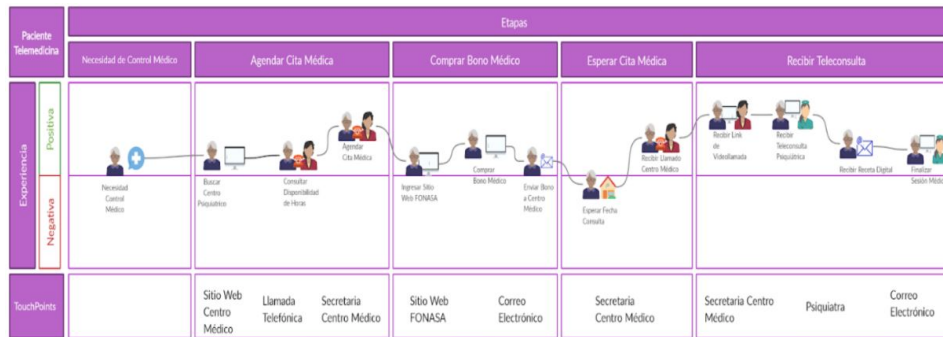 Paciente
Telemedicina
Etapas
Necesidad de Control Médico
Agendar Cita Médica
Comprar Bono Médico
Esperar Cita Médica
Recibir Teleconsulta
Experiencia
Positiva
Negativa
Necesidad
Control
Médico
Buscar
Centro
Psiquiatrico
Consultar
Disponibilidad
de Horas
Agendar
Cita Médica
Ingresar Sitio
Web FONASA
Comprar
Bono Médico
Enviar Bono
a Centro
Médico
Esperar Fecha
Consulta
Recibir Llamado
Centro Médico
Recibir Link
de
Videollamada
Recibir
Teleconsulta
Psiquiátrica
Recibir Receta Digital
Finalizar
Sesión Médica
TouchPoints
Sitio Web
Centro
Médico
Llamada
Telefónica
Secretaria
Centro Médico
Sitio Web
FONASA
Correo
Electrónico
Secretaria
Centro Médico
Secretaria Centro
Médico
Psiquiatra
Correo
Electrónico